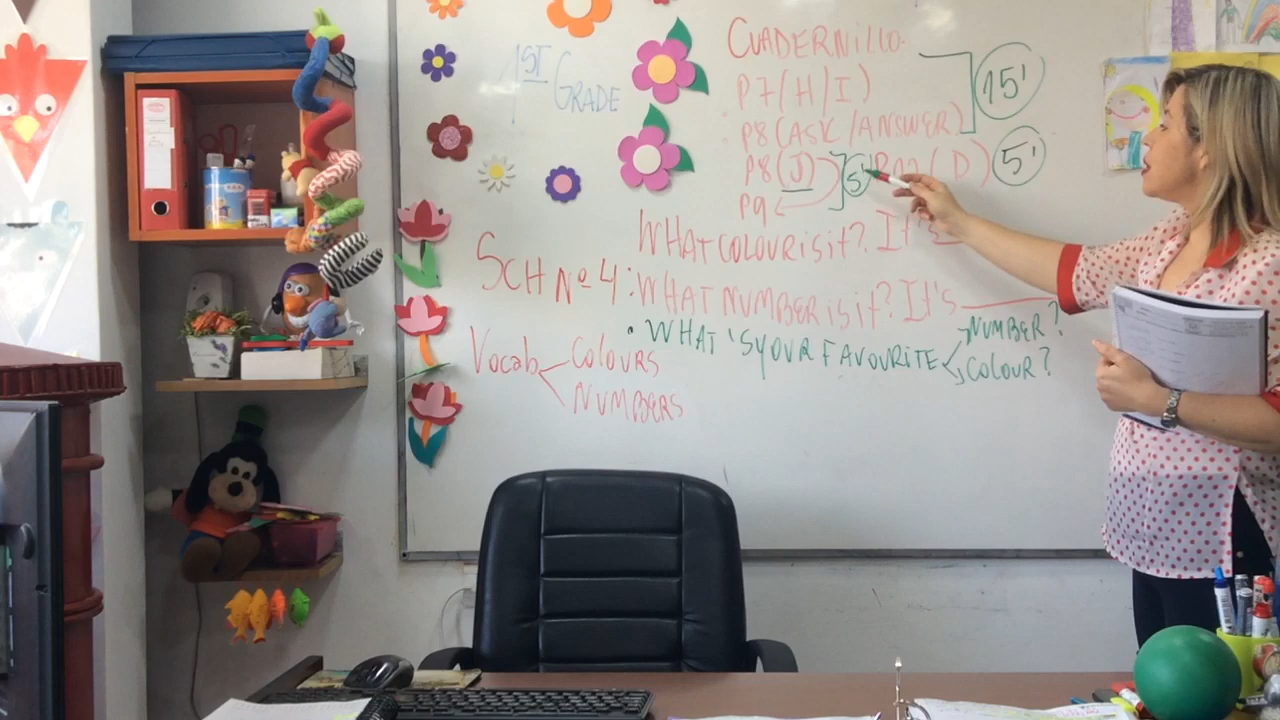 1ST GRADE
CUADERNILLO
p7(H/I)
p8(ASK/ANSWER)
15'
p8(J)
5'
(D)
5'
p9
WHAT COLOUR is it? It's
SCH Nº 4: WHAT NUMBER is it? It's
WHAT 'S YOUR FAVOURITE
NUMBER?
COLOUR?
Vocab
COLOURS
NUMBERS